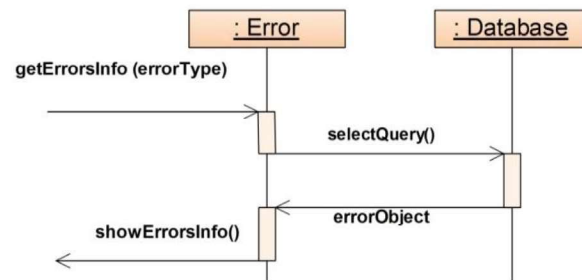 : Error
: Database
getErrorsInfo (errorType)
selectQuery()
errorObject
showErrorsInfo()